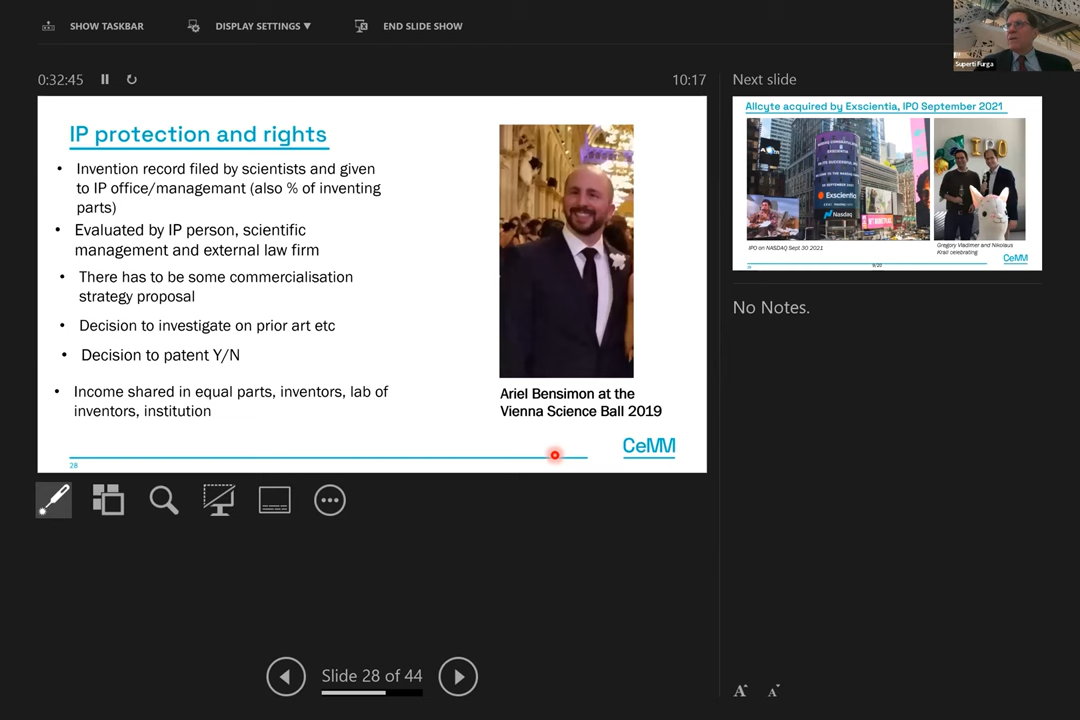 SHOW TASKBAR
DISPLAY SETTINGS ▼
END SLIDE SHOW
Superti Furga
0:32:45
10:17
Next slide
IP protection and rights
• Invention record filed by scientists and given
to IP office/managemant (also % of inventing
parts)
• Evaluated by IP person, scientific
management and external law firm
• There has to be some commercialisation
strategy proposal
• Decision to investigate on prior art etc
• Decision to patent Y/N
• Income shared in equal parts, inventors, lab of
inventors, institution
Ariel Bensimon at the
Vienna Science Ball 2019
CeMM
28
Allcyte acquired by Exscientia, IPO September 2021
EXSCIENTIA
Exscientia
Nasdaq
IPO
IPO on NASDAQ Sept 30 2021
Gregory Vladimer and Nikolaus
Krall celebrating
CeMM
No Notes.
Slide 28 of 44
A A